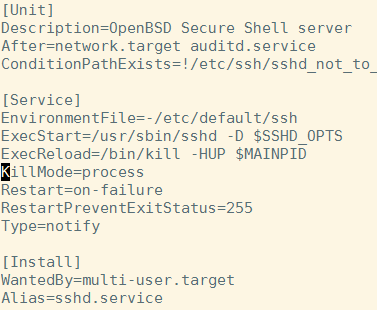 [Unit]
Description=OpenBSD Secure Shell server
After=network.target auditd.service
ConditionPathExists=!/etc/ssh/sshd_not_to_

[Service]
EnvironmentFile=-/etc/default/ssh
ExecStart=/usr/sbin/sshd -D $SSHD_OPTS
ExecReload=/bin/kill -HUP $MAINPID
KillMode=process
Restart=on-failure
RestartPreventExitStatus=255
Type=notify

[Install]
WantedBy=multi-user.target
Alias=sshd.service